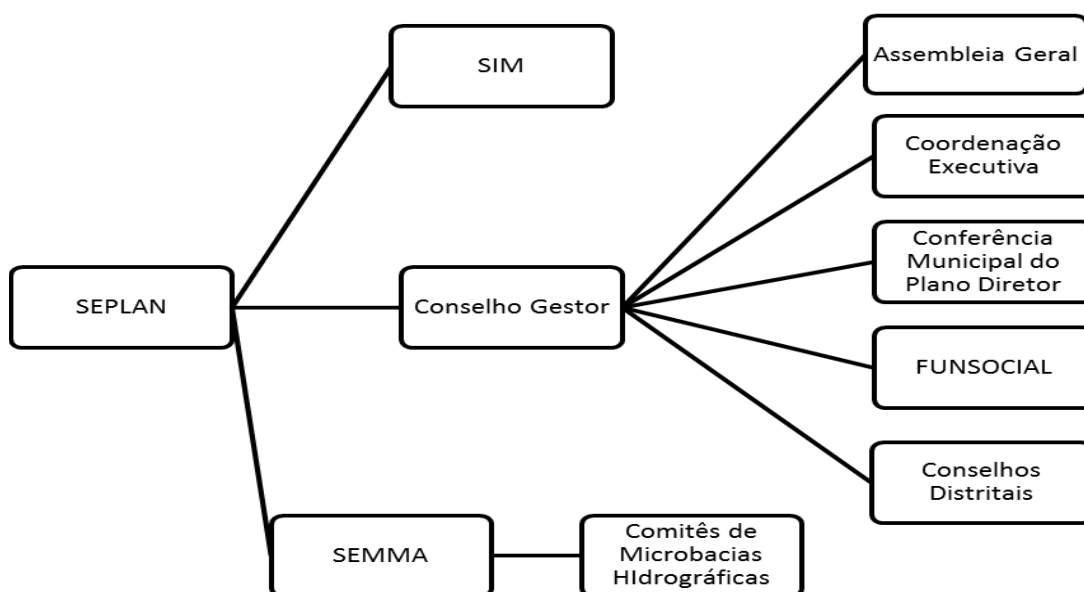 SIM
Assembleia Geral
Coordenação
Executiva
Conferência
Municipal do
Plano Diretor
SEPLAN
Conselho Gestor
FUNSOCIAL
Conselhos
Distritais
SEMMA
Comitês de
Microbacias
HIdrográficas